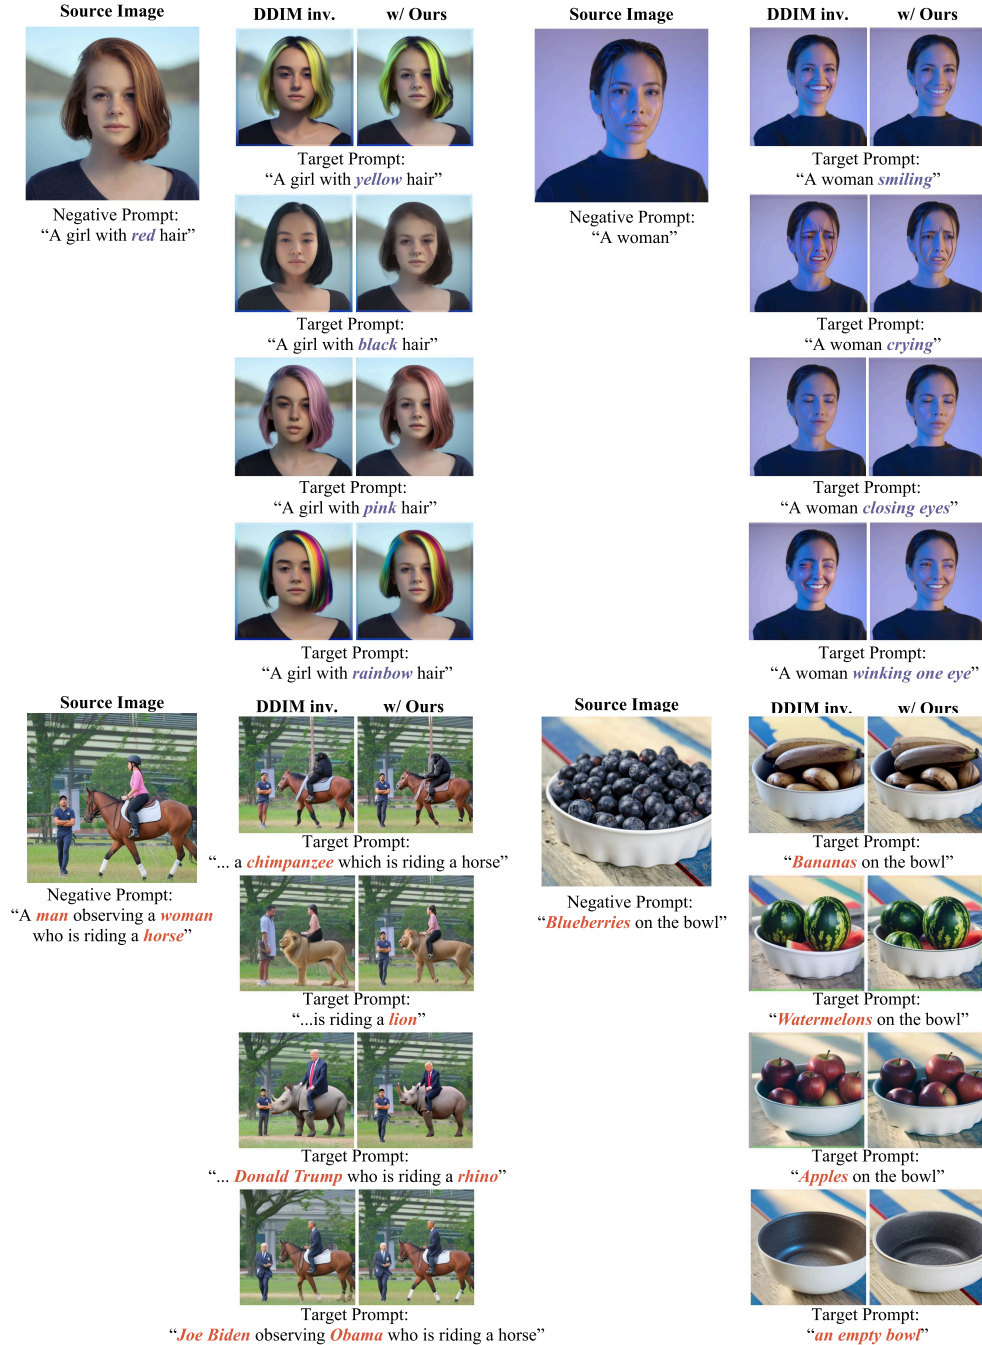 Source Image
DDIM inv.
w/ Ours
Target Prompt:
“A girl with yellow hair”
Negative Prompt:
“A girl with red hair”
Target Prompt:
“A girl with black hair”
Target Prompt:
“A girl with pink hair”
Target Prompt:
“A girl with rainbow hair”
Source Image
DDIM inv.
w/ Ours
Target Prompt:
“A woman smiling”
Negative Prompt:
“A woman”
Target Prompt:
“A woman crying”
Target Prompt:
“A woman closing eyes”
Target Prompt:
“A woman winking one eye”
Source Image
DDIM inv.
w/ Ours
Target Prompt:
“... a chimpanzee which is riding a horse”
Negative Prompt:
“A man observing a woman
who is riding a horse”
Target Prompt:
“...is riding a lion”
Target Prompt:
“... Donald Trump who is riding a rhino”
Target Prompt:
“Joe Biden observing Obama who is riding a horse”
Source Image
DDIM inv.
w/ Ours
Target Prompt:
“Bananas on the bowl”
Negative Prompt:
“Blueberries on the bowl”
Target Prompt:
“Watermelons on the bowl”
Target Prompt:
“Apples on the bowl”
Target Prompt:
“an empty bowl”